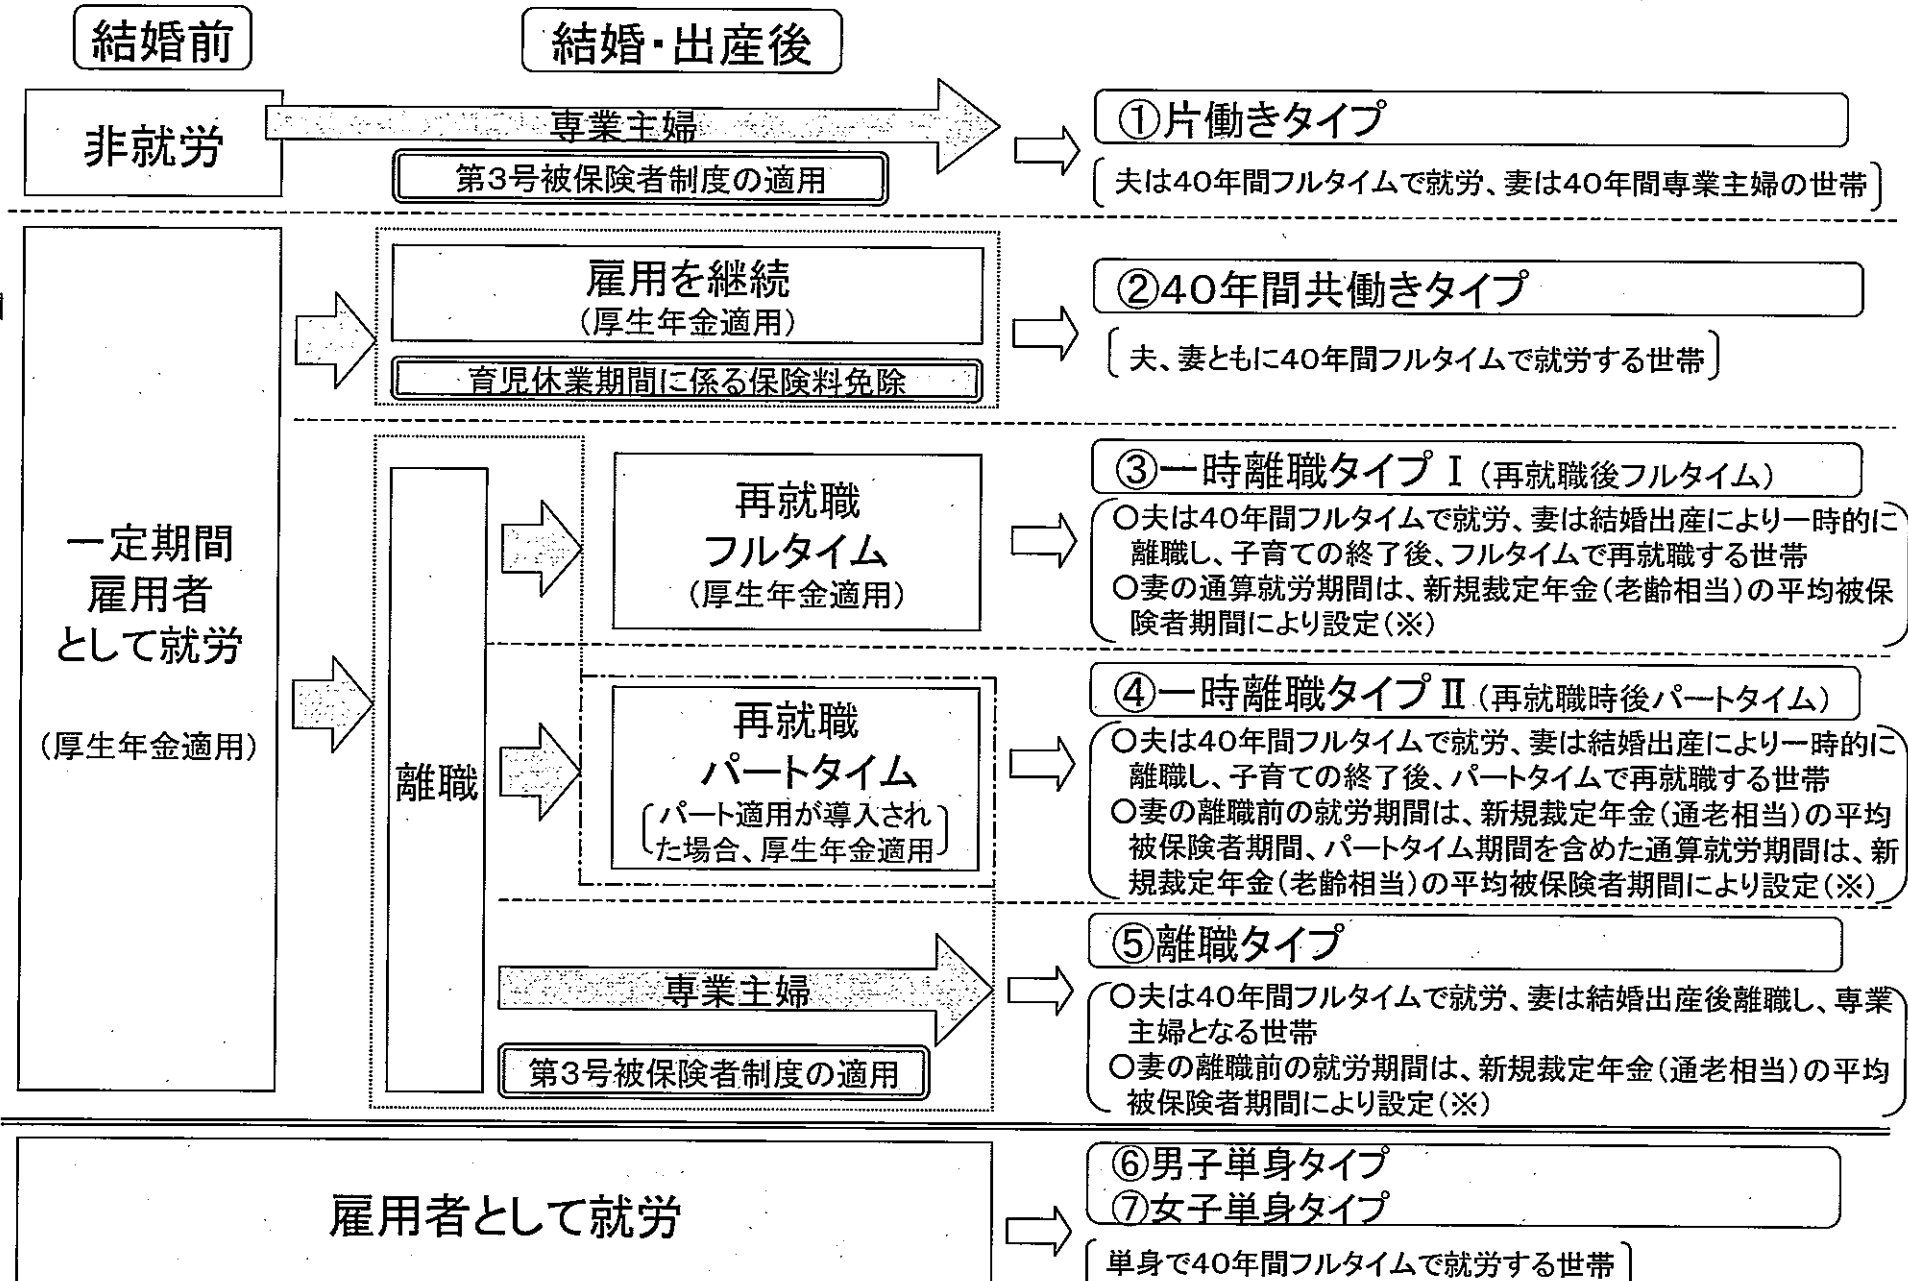 結婚前
結婚・出産後
非就労
専業主婦
第3号被保険者制度の適用
①片働きタイプ
夫は40年間フルタイムで就労、妻は40年間専業主婦の世帯
一定期間
雇用者
として就労
(厚生年金適用)
雇用を継続
(厚生年金適用)
育児休業期間に係る保険料免除
②40年間共働きタイプ
夫、妻ともに40年間フルタイムで就労する世帯
離職
再就職
フルタイム
(厚生年金適用)
③一時離職タイプⅠ(再就職後フルタイム)
○夫は40年間フルタイムで就労、妻は結婚出産により一時的に
離職し、子育ての終了後、フルタイムで再就職する世帯
○妻の通算就労期間は、新規裁定年金(老齢相当)の平均被保
険者期間により設定(※)
再就職
パートタイム
パート適用が導入され
た場合、厚生年金適用
④一時離職タイプⅡ(再就職時後パートタイム)
○夫は40年間フルタイムで就労、妻は結婚出産により一時的に
離職し、子育ての終了後、パートタイムで再就職する世帯
○妻の離職前の就労期間は、新規裁定年金(通老相当)の平均
被保険者期間、パートタイム期間を含めた通算就労期間は、新
規裁定年金(老齢相当)の平均被保険者期間により設定(※)
専業主婦
第3号被保険者制度の適用
⑤離職タイプ
○夫は40年間フルタイムで就労、妻は結婚出産後離職し、専業
主婦となる世帯
○妻の離職前の就労期間は、新規裁定年金(通老相当)の平均
被保険者期間により設定(※)
雇用者として就労
⑥男子単身タイプ
⑦女子単身タイプ
単身で40年間フルタイムで就労する世帯